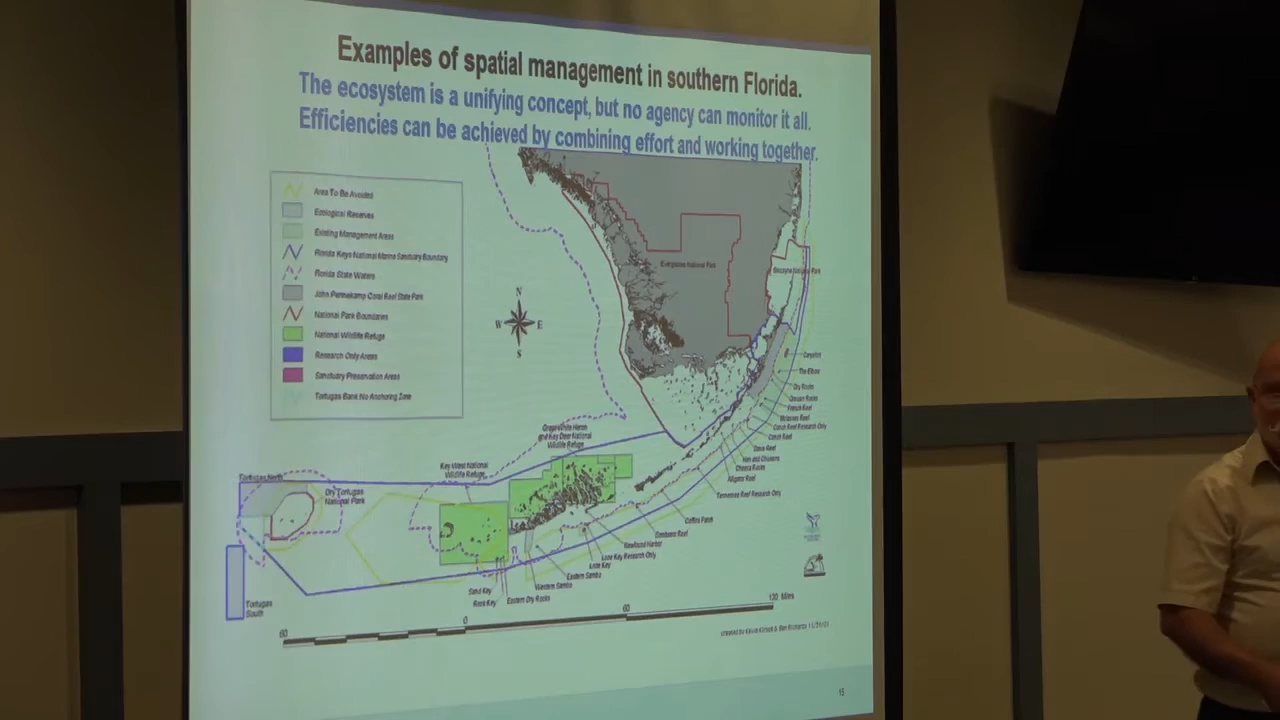 Examples of spatial management in southern Florida.
The ecosystem is a unifying concept, but no agency can monitor it all.
Efficiencies can be achieved by combining effort and working together.
Area To Be Avoided
Ecological Reserves
Existing Management Areas
Florida Keys National Marine Sanctuary Boundary
Florida State Waters
John Pennekamp Coral Reef State Park
National Park Boundaries
National Wildlife Refuge
Research Only Areas
Sanctuary Preservation Areas
Tortugas Bank No Anchoring Zone
N
W
E
S
Everglades National Park
Biscayne National Park
Carysfort
The Elbow
Dry Rocks
Grecian Rocks
French Reef
Molasses Reef
Conch Reef Research Only
Conch Reef
Davis Reef
Hen and Chickens
Cheeca Rocks
Alligator Reef
Tennessee Reef Research Only
Coffins Patch
Sombrero Reef
Newfound Harbor
Looe Key Research Only
Looe Key
Eastern Sambo
Western Sambo
Eastern Dry Rocks
Rock Key
Sand Key
Great White Heron
and Key Deer National
Wildlife Refuge
Key West National
Wildlife Refuge
Tortugas North
Dry Tortugas
National Park
Tortugas
South
60
0
60
120 Miles
15